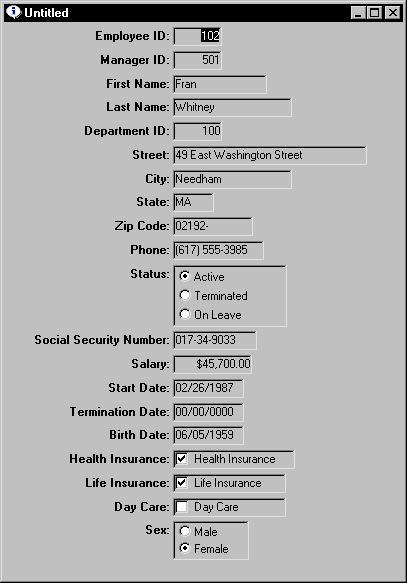 Untitled
Employee ID: 102
Manager ID: 501
First Name: Fran
Last Name: Whitney
Department ID: 100
Street: 49 East Washington Street
City: Needham
State: MA
Zip Code: 02192-
Phone: (617) 555-3985
Status: Active
Terminated
On Leave
Social Security Number: 017-34-9033
Salary: $45,700.00
Start Date: 02/26/1987
Termination Date: 00/00/0000
Birth Date: 06/05/1959
Health Insurance: Health Insurance
Life Insurance: Life Insurance
Day Care: Day Care
Sex: Male
Female